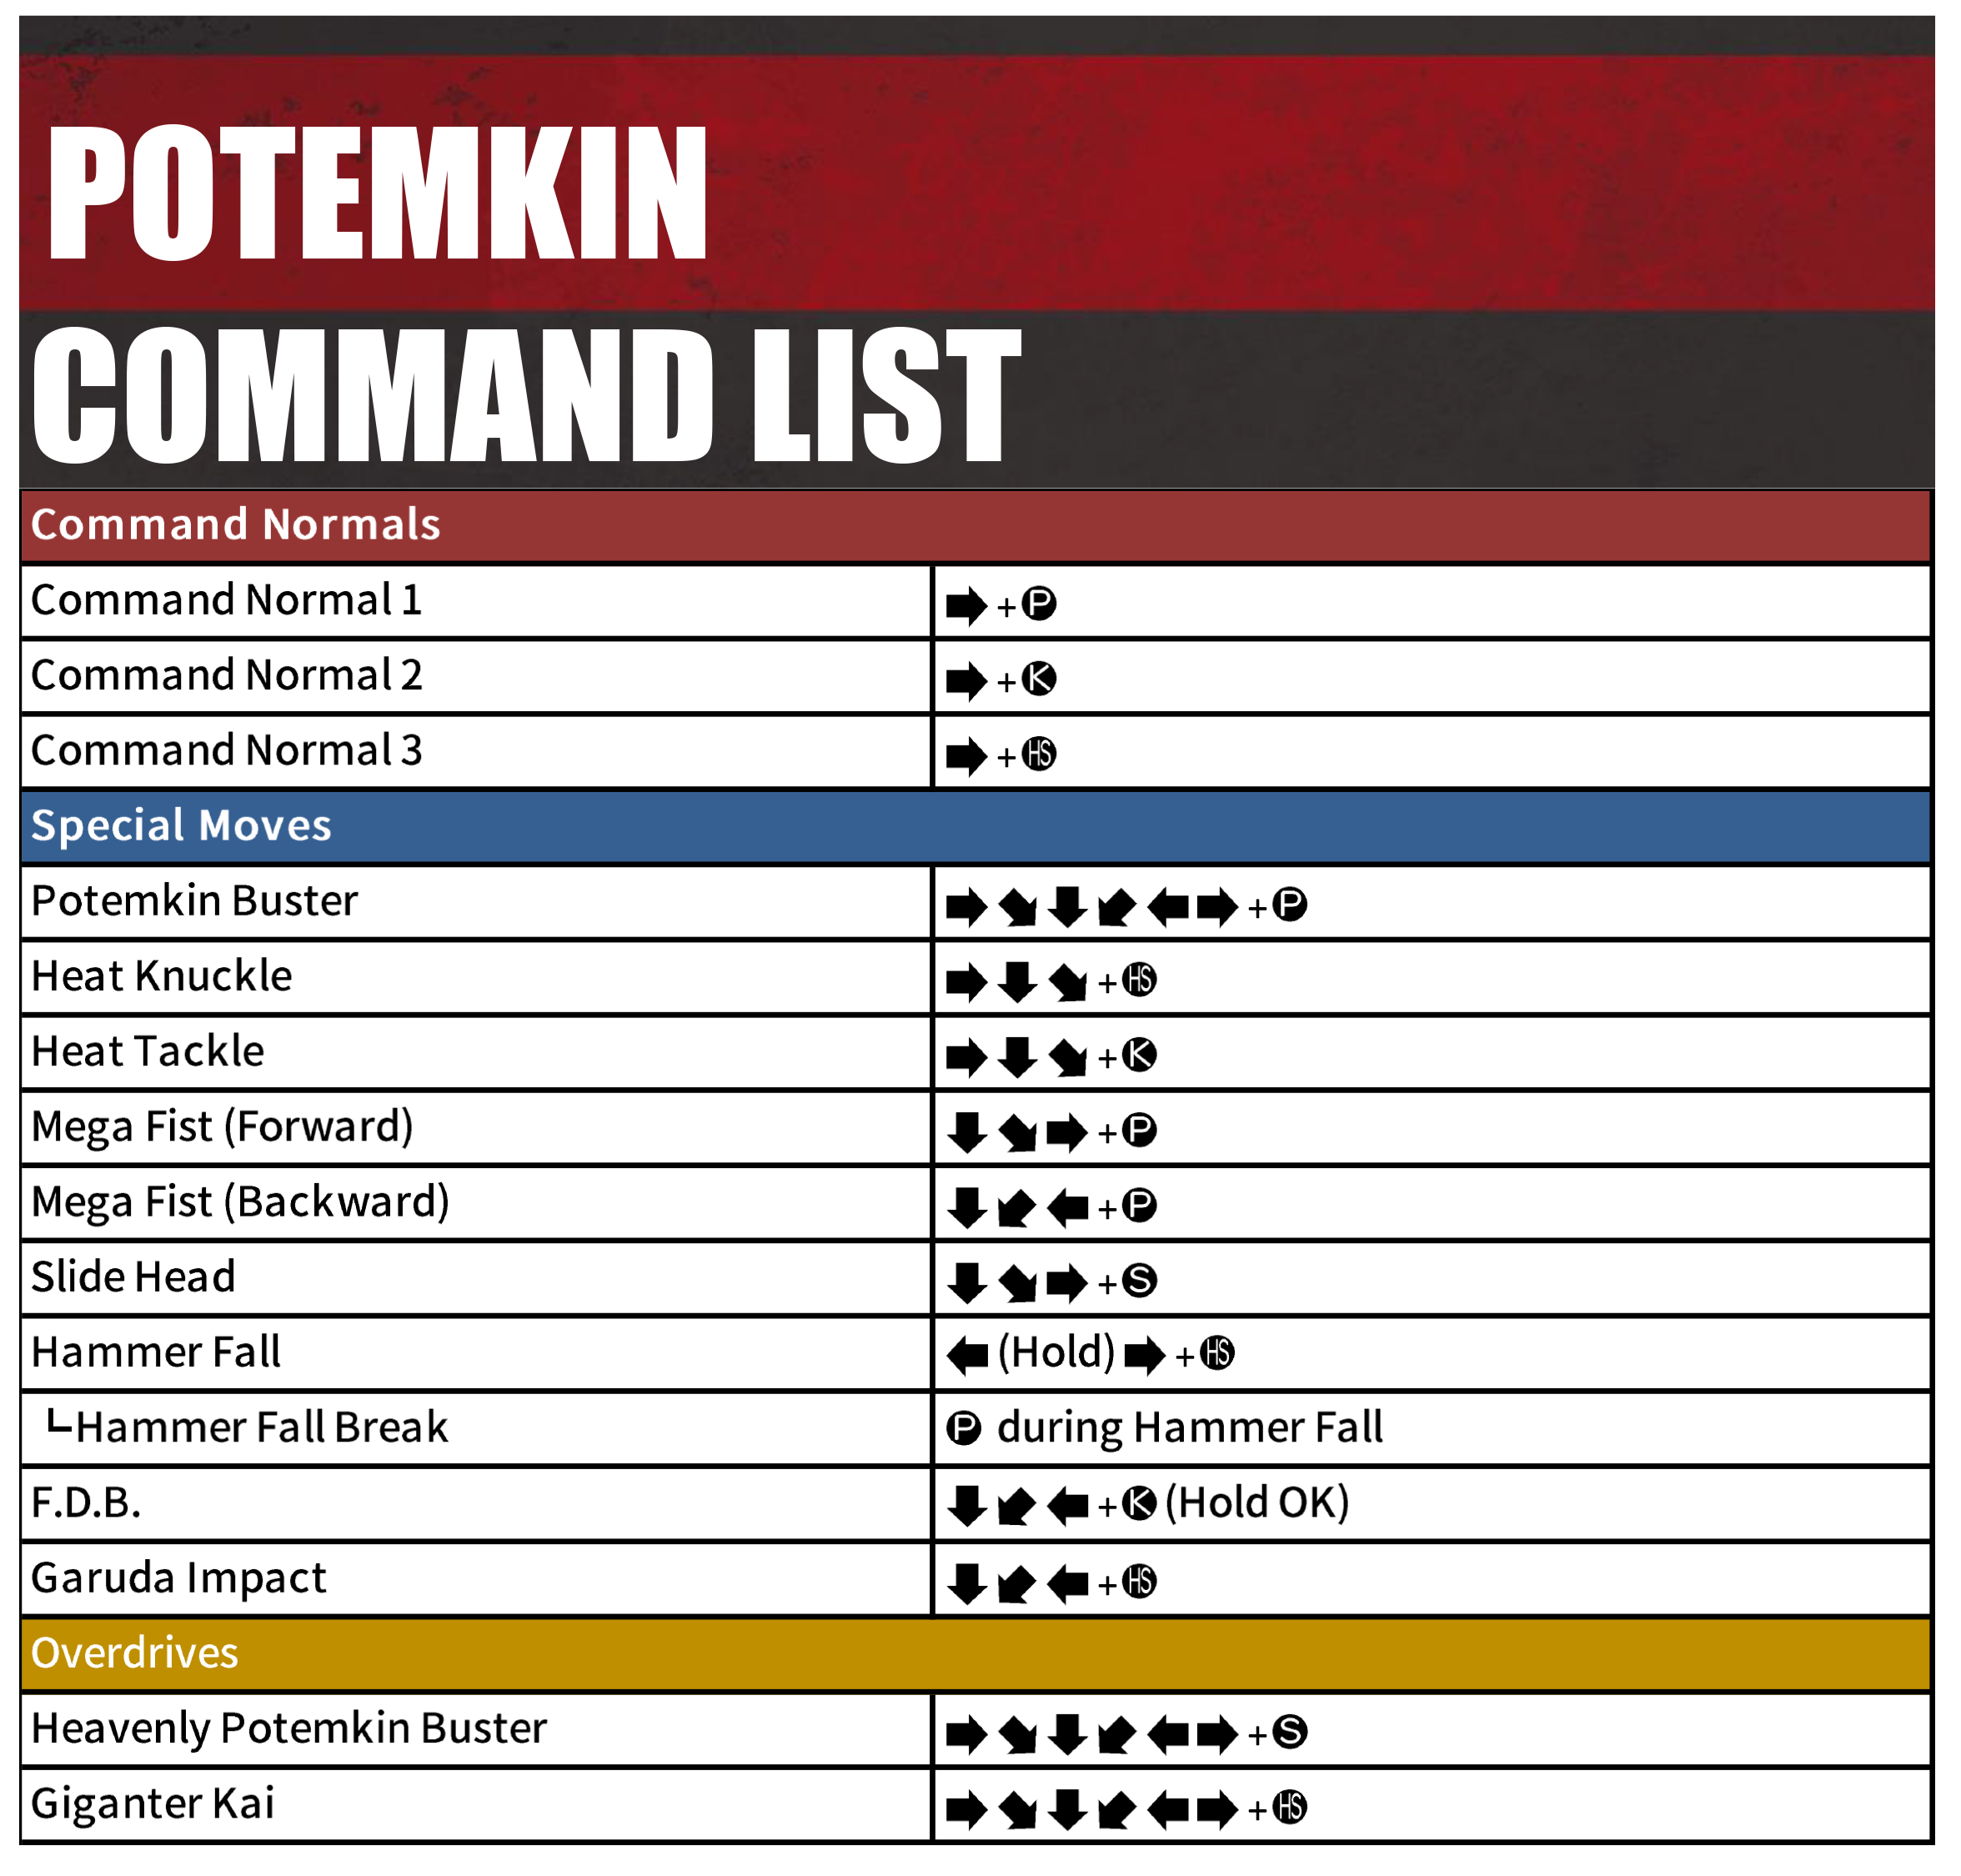 POTEMKIN
COMMAND LIST
Command Normals
Command Normal 1 ➡ +P
Command Normal 2 ➡ +K
Command Normal 3 ➡ +HS
Special Moves
Potemkin Buster ➡⬊⬇⬋⬅➡ +P
Heat Knuckle ➡⬇⬊ +HS
Heat Tackle ➡⬇⬊ +K
Mega Fist (Forward) ⬇⬊➡ +P
Mega Fist (Backward) ⬇⬋⬅ +P
Slide Head ⬇⬊➡ +S
Hammer Fall ⬅ (Hold) ➡ +HS
┗Hammer Fall Break P during Hammer Fall
F.D.B. ⬇⬋⬅ +K (Hold OK)
Garuda Impact ⬇⬋⬅ +HS
Overdrives
Heavenly Potemkin Buster ➡⬊⬇⬋⬅➡ +S
Giganter Kai ➡⬊⬇⬋⬅➡ +HS